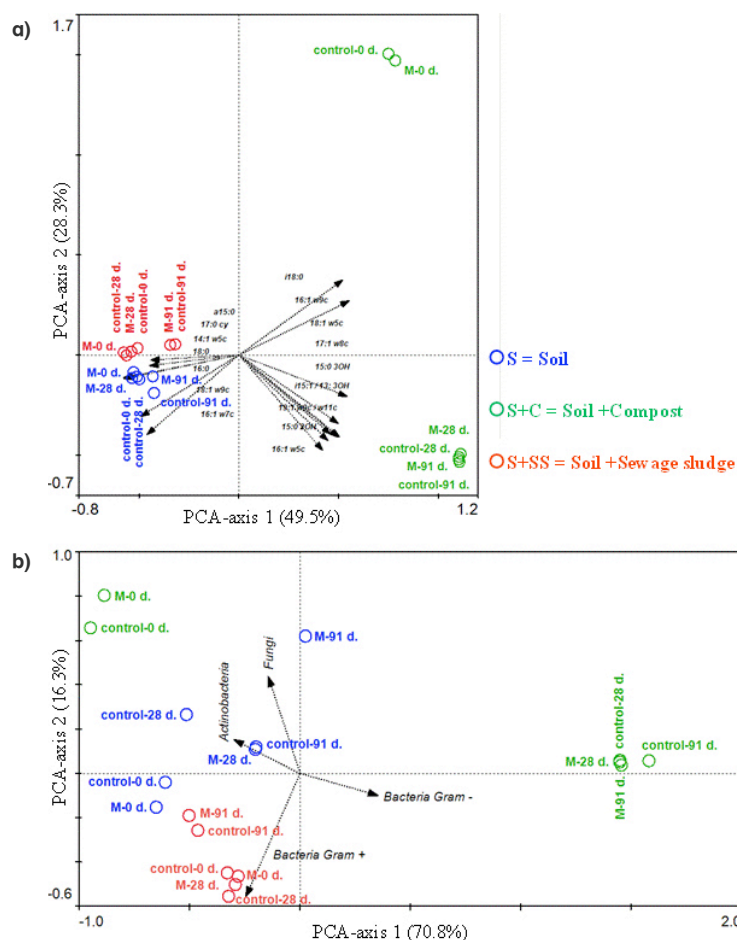 a)
1.7
control-0 d.
M-0 d.
PCA-axis 2 (28.3%)
control-28 d.
M-28 d.
control-0 d.
M-91 d.
control-91 d.
M-0 d.
i18:0
16:1 w9c
a15:0
17:0 cy
18:1 w5c
14:1 w5c
17:1 w8c
18:0
16:0
15:0 3OH
M-91 d.
M-28 d.
18:1 w9c
control-91 d.
16:1 w7c
15:0 2OH
16:1 w5c
control-0 d.
control-28 d.
M-28 d.
control-28 d.
M-91 d.
control-91 d.
S = Soil
S+C = Soil +Compost
S+SS = Soil +Sewage sludge
-0.7
-0.8
PCA-axis 1 (49.5%)
1.2
b)
1.0
M-0 d.
control-0 d.
M-91 d.
Fungi
Actinobacteria
control-28 d.
control-91 d.
M-28 d.
control-0 d.
M-0 d.
PCA-axis 2 (16.3%)
control-28 d.
M-28 d.
control-91 d.
M-91 d.
Bacteria Gram -
M-91 d.
control-91 d.
Bacteria Gram +
control-0 d.
M-0 d.
M-28 d.
control-28 d.
-0.6
-1.0
PCA-axis 1 (70.8%)
2.0